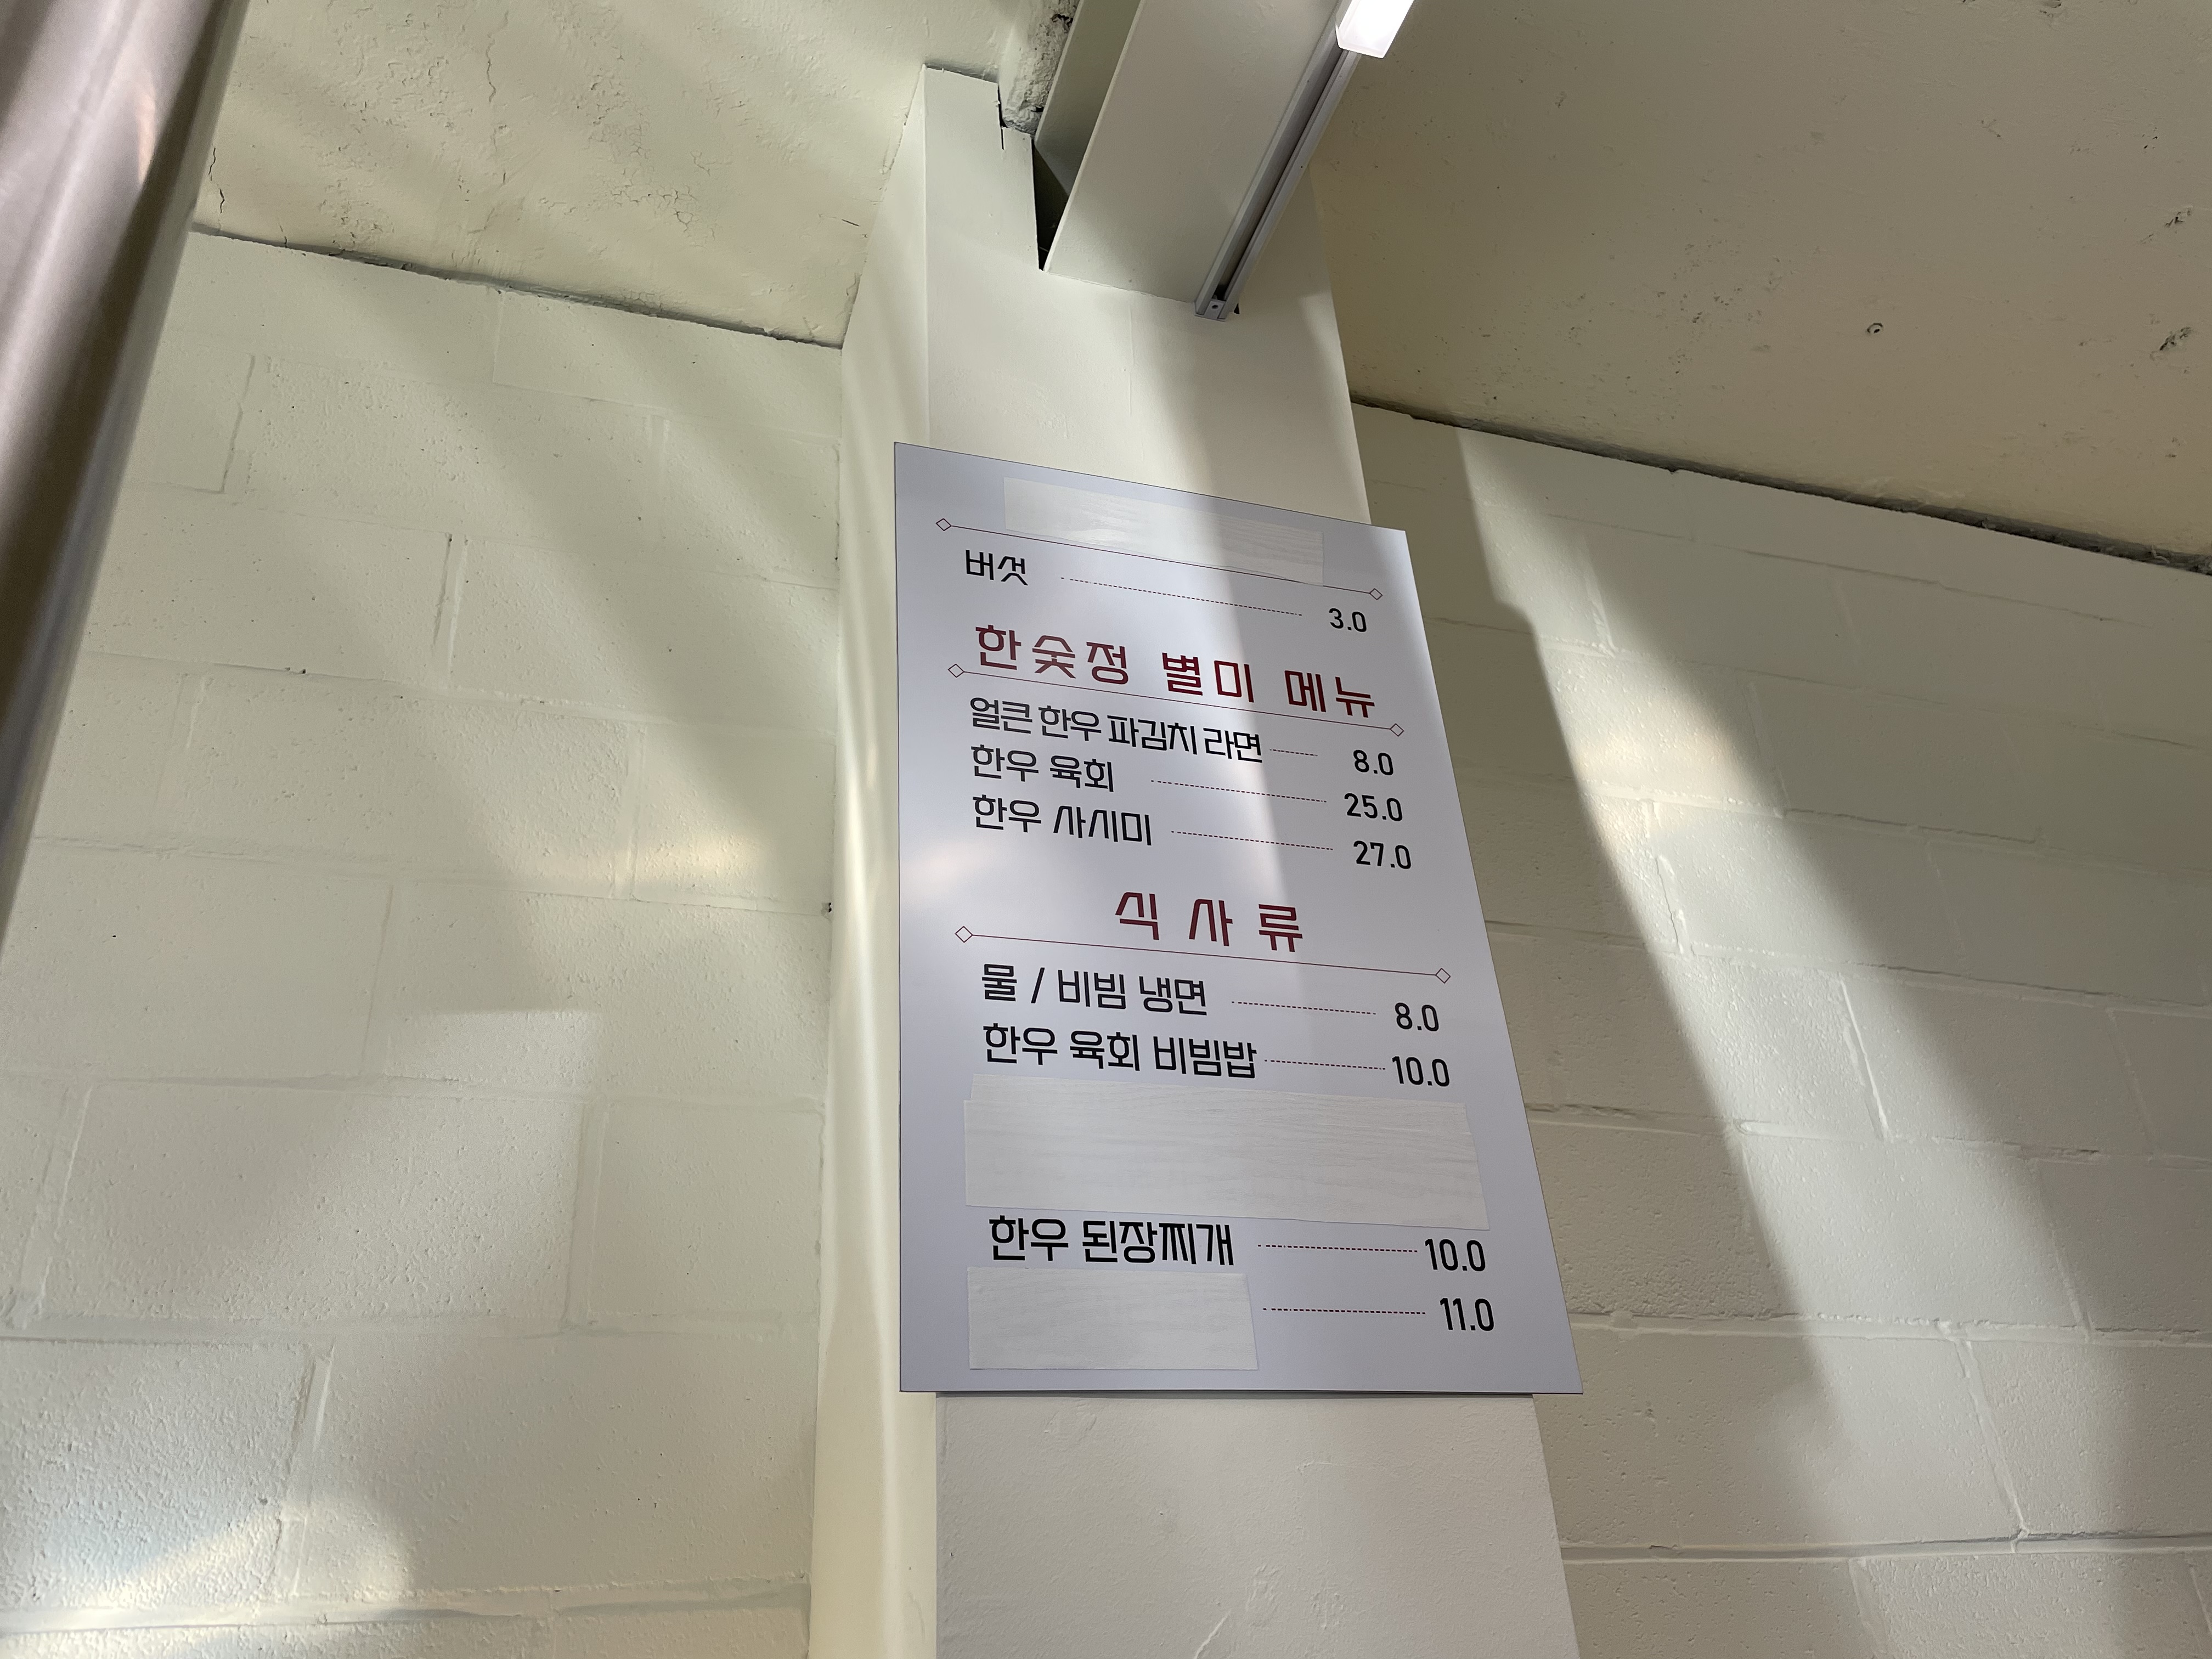 버섯 3.0
한숯정 별미 메뉴
얼큰 한우 파김치 라면 8.0
한우 육회 25.0
한우 사시미 27.0
식사류
물 / 비빔 냉면 8.0
한우 육회 비빔밥 10.0
한우 된장찌개 10.0
11.0